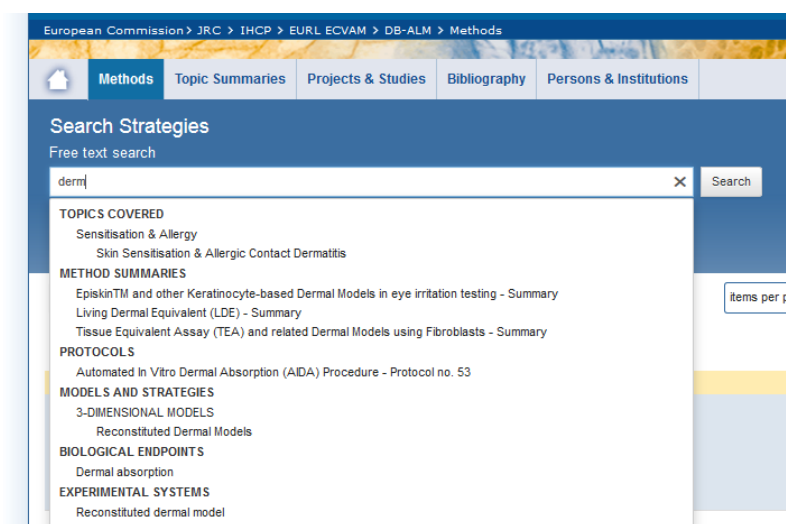 European Commission> JRC > IHCP > EURL ECVAM > DB-ALM > Methods
Methods Topic Summaries Projects & Studies Bibliography Persons & Institutions
Search Strategies
Free text search
derm Search
TOPICS COVERED
Sensitisation & Allergy
Skin Sensitisation & Allergic Contact Dermatitis
METHOD SUMMARIES
EpiskinTM and other Keratinocyte-based Dermal Models in eye irritation testing - Summary
items per p
Living Dermal Equivalent (LDE) - Summary
Tissue Equivalent Assay (TEA) and related Dermal Models using Fibroblasts - Summary
PROTOCOLS
Automated In Vitro Dermal Absorption (AIDA) Procedure - Protocol no. 53
MODELS AND STRATEGIES
3-DIMENSIONAL MODELS
Reconstituted Dermal Models
BIOLOGICAL ENDPOINTS
Dermal absorption
EXPERIMENTAL SYSTEMS
Reconstituted dermal model